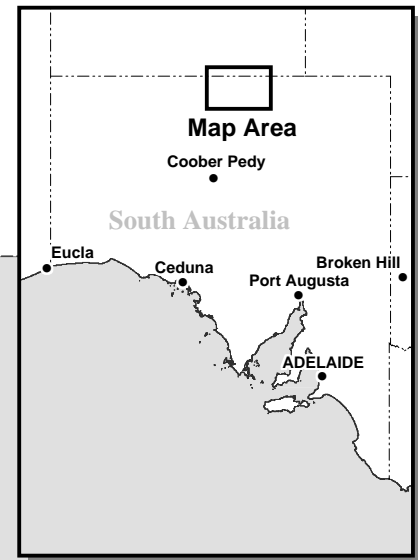 Map Area
Coober Pedy
South Australia
Eucla
Ceduna
Broken Hill
Port Augusta
ADELAIDE